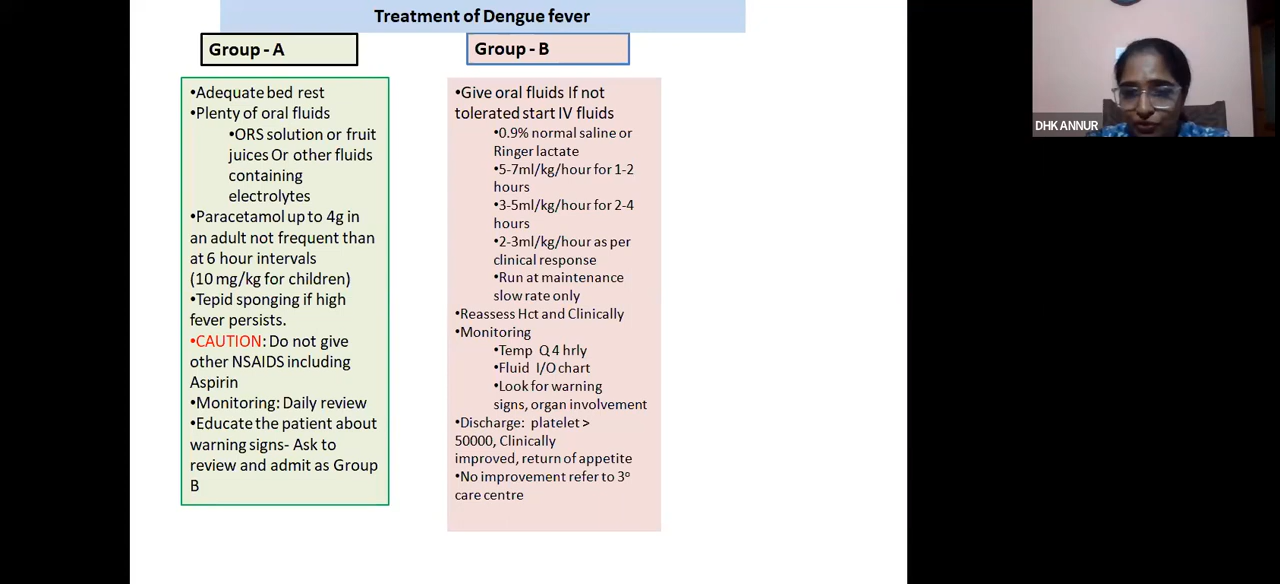 Treatment of Dengue fever
Group - A
•Adequate bed rest
•Plenty of oral fluids
•ORS solution or fruit
juices Or other fluids
containing
electrolytes
•Paracetamol up to 4g in
an adult not frequent than
at 6 hour intervals
(10 mg/kg for children)
•Tepid sponging if high
fever persists.
•CAUTION: Do not give
other NSAIDS including
Aspirin
•Monitoring: Daily review
•Educate the patient about
warning signs- Ask to
review and admit as Group
B
Group - B
•Give oral fluids If not
tolerated start IV fluids
•0.9% normal saline or
Ringer lactate
•5-7ml/kg/hour for 1-2
hours
•3-5ml/kg/hour for 2-4
hours
•2-3ml/kg/hour as per
clinical response
•Run at maintenance
slow rate only
•Reassess Hct and Clinically
•Monitoring
•Temp Q 4 hrly
•Fluid I/O chart
•Look for warning
signs, organ involvement
•Discharge: platelet >
50000, Clinically
improved, return of appetite
•No improvement refer to 3° 
care centre
DHK ANNUR